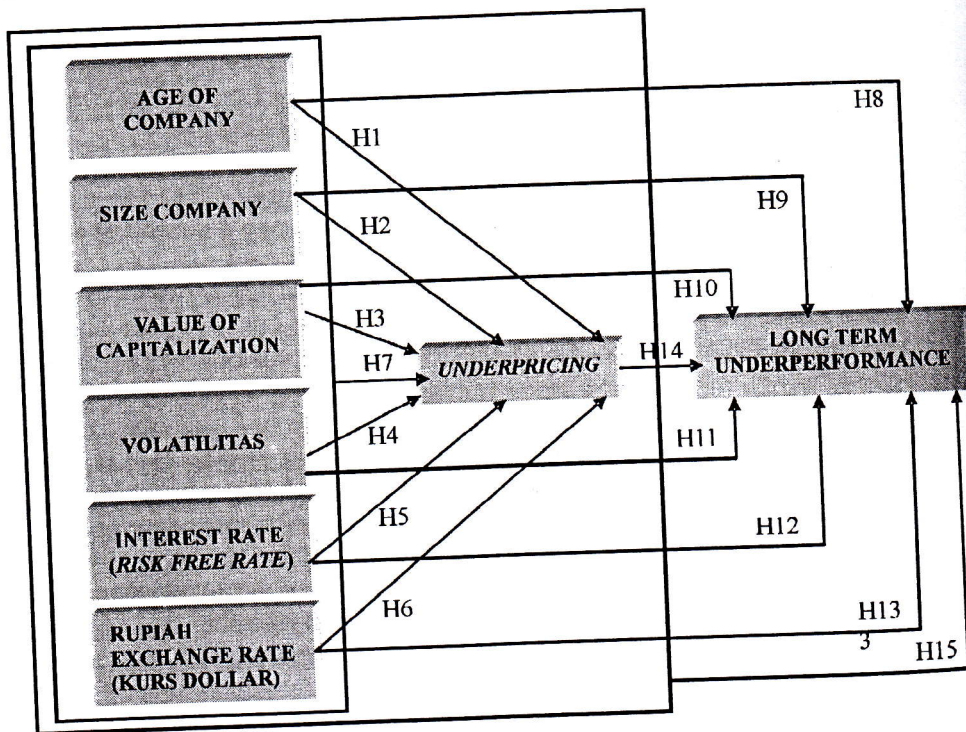 AGE OF
COMPANY
H8
H1
SIZE COMPANY
H9
H2
H10
VALUE OF
CAPITALIZATION
H3
LONG TERM
UNDERPERFORMANCE
UNDERPRICING
H14
H7
VOLATILITAS
H4
H11
H5
INTEREST RATE
(RISK FREE RATE)
H12
H6
RUPIAH
EXCHANGE RATE
(KURS DOLLAR)
H13
3
H15